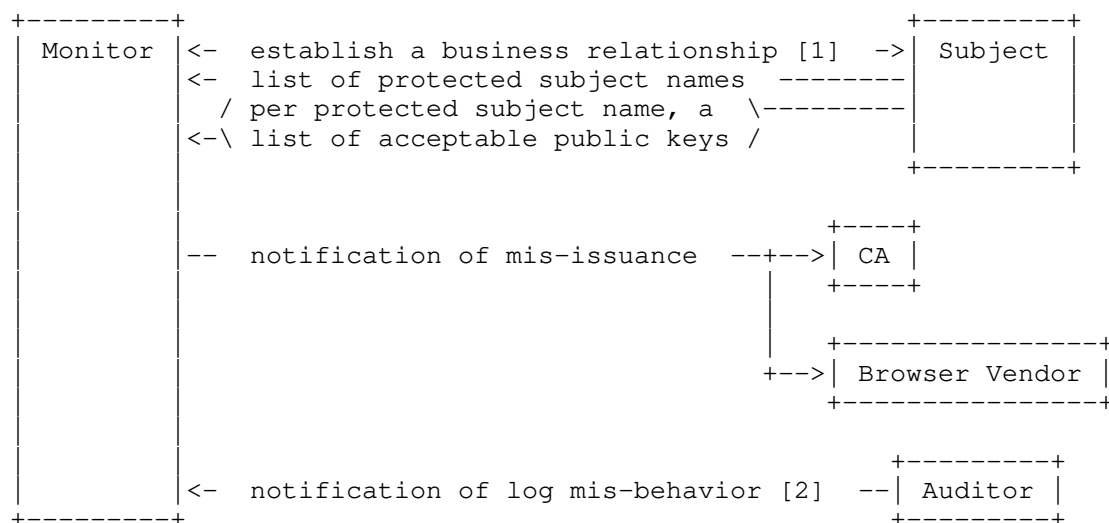 Monitor <- establish a business relationship [1] -> Subject
<- list of protected subject names --------
/ per protected subject name, a \---------
<-\ list of acceptable public keys /
-- notification of mis-issuance --+--> CA
+--> Browser Vendor
<- notification of log mis-behavior [2] -- Auditor